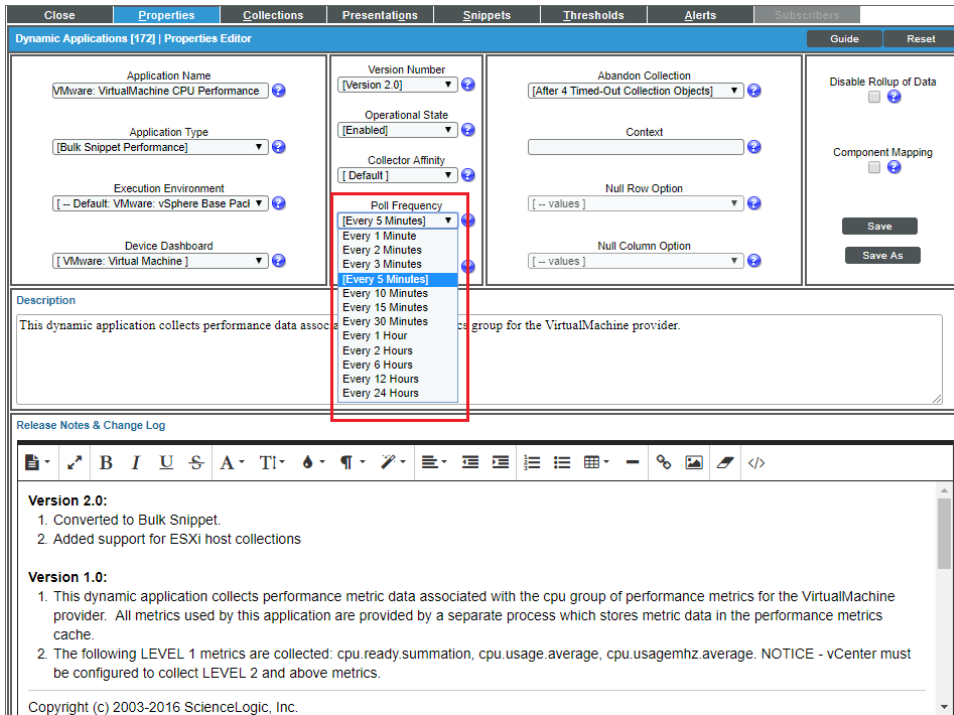 Close
Properties
Collections
Presentations
Snippets
Thresholds
Alerts
Subscribers
Dynamic Applications [172] | Properties Editor
Guide
Reset
Application Name
VMware: VirtualMachine CPU Performance
Application Type
[Bulk Snippet Performance]
Execution Environment
[ -- Default: VMware: vSphere Base Pack
Device Dashboard
[ VMware: Virtual Machine ]
Version Number
[Version 2.0]
Operational State
[Enabled]
Collector Affinity
[ Default ]
Poll Frequency
[Every 5 Minutes]
Every 1 Minute
Every 2 Minutes
Every 3 Minutes
[Every 5 Minutes]
Every 10 Minutes
Every 15 Minutes
Every 30 Minutes
Every 1 Hour
Every 2 Hours
Every 6 Hours
Every 12 Hours
Every 24 Hours
Abandon Collection
[After 4 Timed-Out Collection Objects]
Context
Null Row Option
[ -- values ]
Null Column Option
[ -- values ]
Disable Rollup of Data
Component Mapping
Save
Save As
Description
This dynamic application collects performance data group for the VirtualMachine provider.
Release Notes & Change Log
Version 2.0:
1. Converted to Bulk Snippet.
2. Added support for ESXi host collections
Version 1.0:
1. This dynamic application collects performance metric data associated with the cpu group of performance metrics for the VirtualMachine
provider. All metrics used by this application are provided by a separate process which stores metric data in the performance metrics
cache.
2. The following LEVEL 1 metrics are collected: cpu.ready.summation, cpu.usage.average, cpu.usagemhz.average. NOTICE - vCenter must
be configured to collect LEVEL 2 and above metrics.
Copyright (c) 2003-2016 ScienceLogic, Inc.